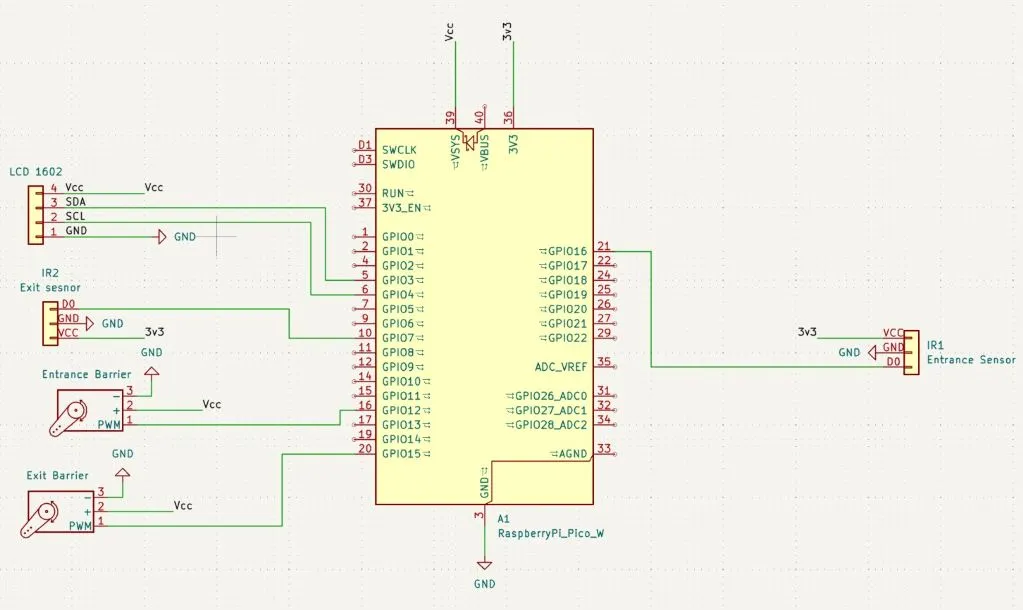 Vcc
3v3
39
40
36
VSYS
VBUS
3V3
D1 SWCLK
D3 SWDIO
30 RUN
37 3V3_EN
1 GPIO0
2 GPIO1
4 GPIO2
5 GPIO3
6 GPIO4
7 GPIO5
9 GPIO6
10 GPIO7
11 GPIO8
12 GPIO9
14 GPIO10
15 GPIO11
16 GPIO12
17 GPIO13
19 GPIO14
20 GPIO15
GPIO16 21
GPIO17 22
GPIO18 24
GPIO19 25
GPIO20 26
GPIO21 27
GPIO22 29
ADC_VREF 35
GPIO26_ADC0 31
GPIO27_ADC1 32
GPIO28_ADC2 34
AGND 33
GND
3
A1
RaspberryPi_Pico_W
GND
LCD 1602
4 Vcc Vcc
3 SDA
2 SCL
1 GND GND
IR2
Exit sesnor
D0
GND GND
VCC 3v3
GND
Entrance Barrier
- 3
+ 2 Vcc
PWM 1
GND
Exit Barrier
- 3
+ 2 Vcc
PWM 1
3v3 VCC
GND GND
D0
IR1
Entrance Sensor